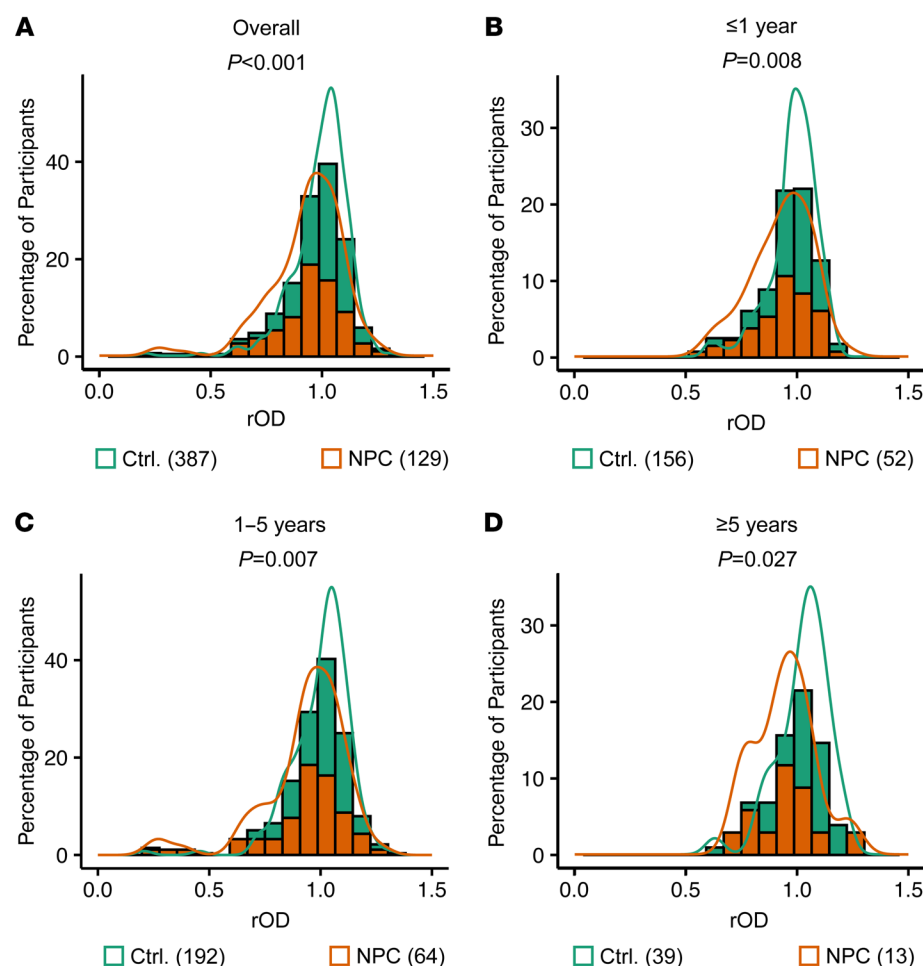 A
Overall
P<0.001
Percentage of Participants
40
20
0
0.0 0.5 1.0 1.5
rOD
Ctrl. (387) NPC (129)
B
≤1 year
P=0.008
Percentage of Participants
30
20
10
0
0.0 0.5 1.0 1.5
rOD
Ctrl. (156) NPC (52)
C
1–5 years
P=0.007
Percentage of Participants
40
20
0
0.0 0.5 1.0 1.5
rOD
Ctrl. (192) NPC (64)
D
≥5 years
P=0.027
Percentage of Participants
30
20
10
0
0.0 0.5 1.0 1.5
rOD
Ctrl. (39) NPC (13)